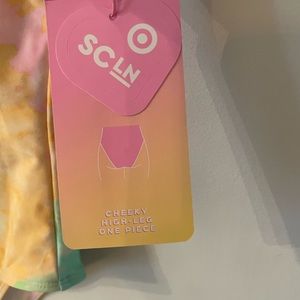 SC
LN
CHEEKY
HIGH-LEG
ONE PIECE